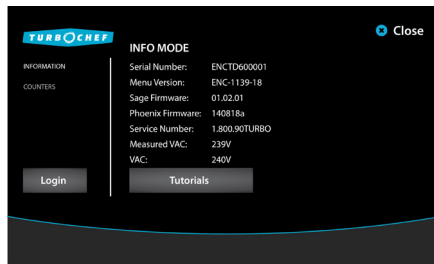 TURBOCHEF
Close
INFO MODE
INFORMATION
COUNTERS
Serial Number: ENCTD600001
Menu Version: ENC-1139-18
Sage Firmware: 01.02.01
Phoenix Firmware: 140818a
Service Number: 1.800.90TURBO
Measured VAC: 239V
VAC: 240V
Login
Tutorials